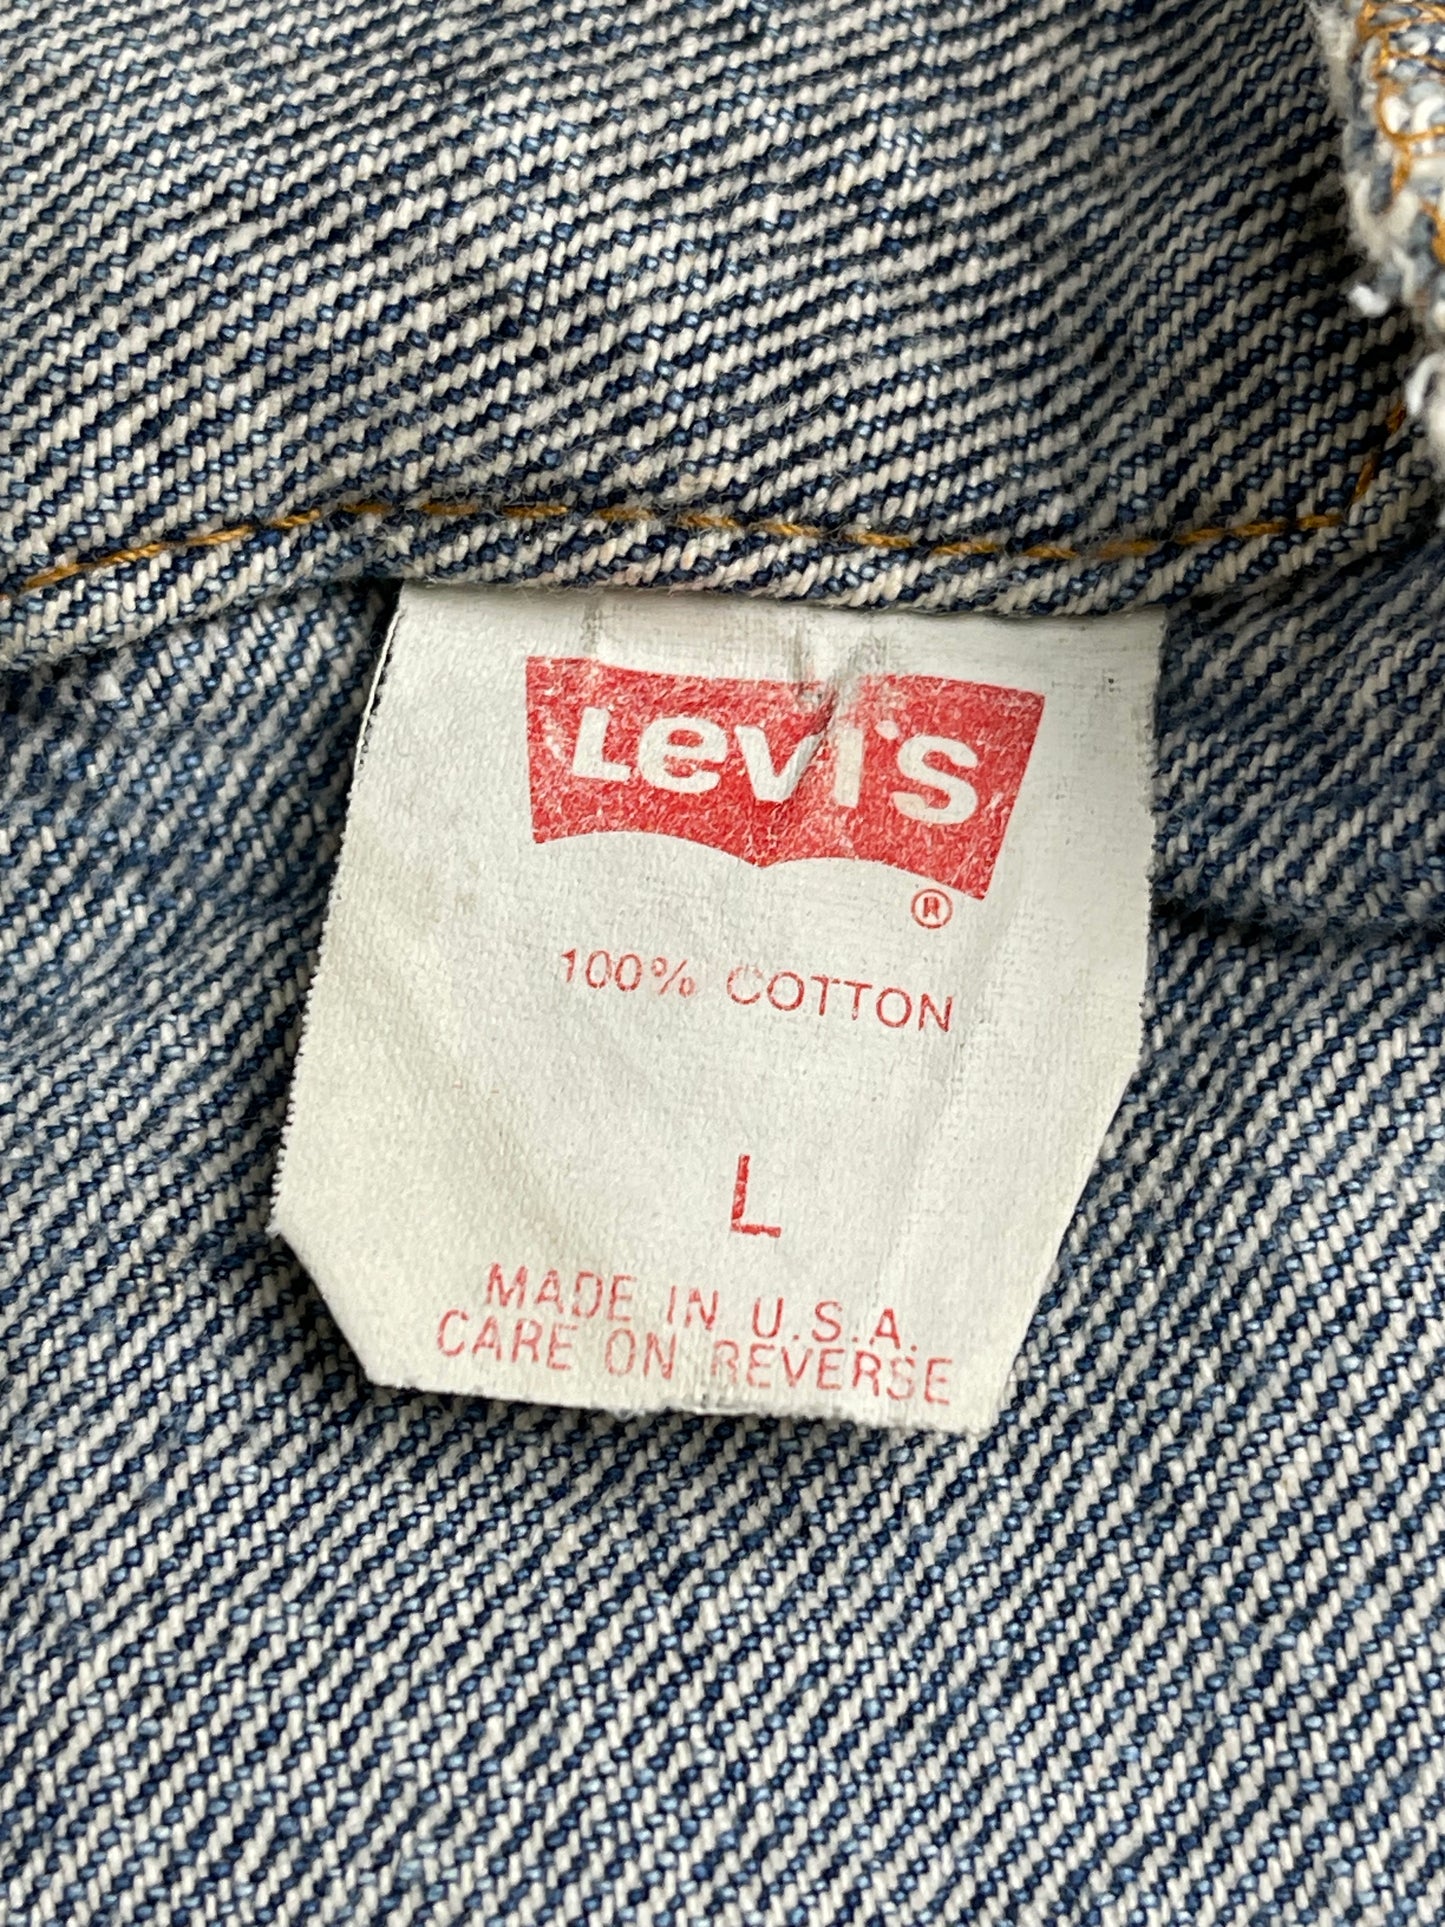 Levi's
®
100% COTTON
L
MADE IN U.S.A.
CARE ON REVERSE